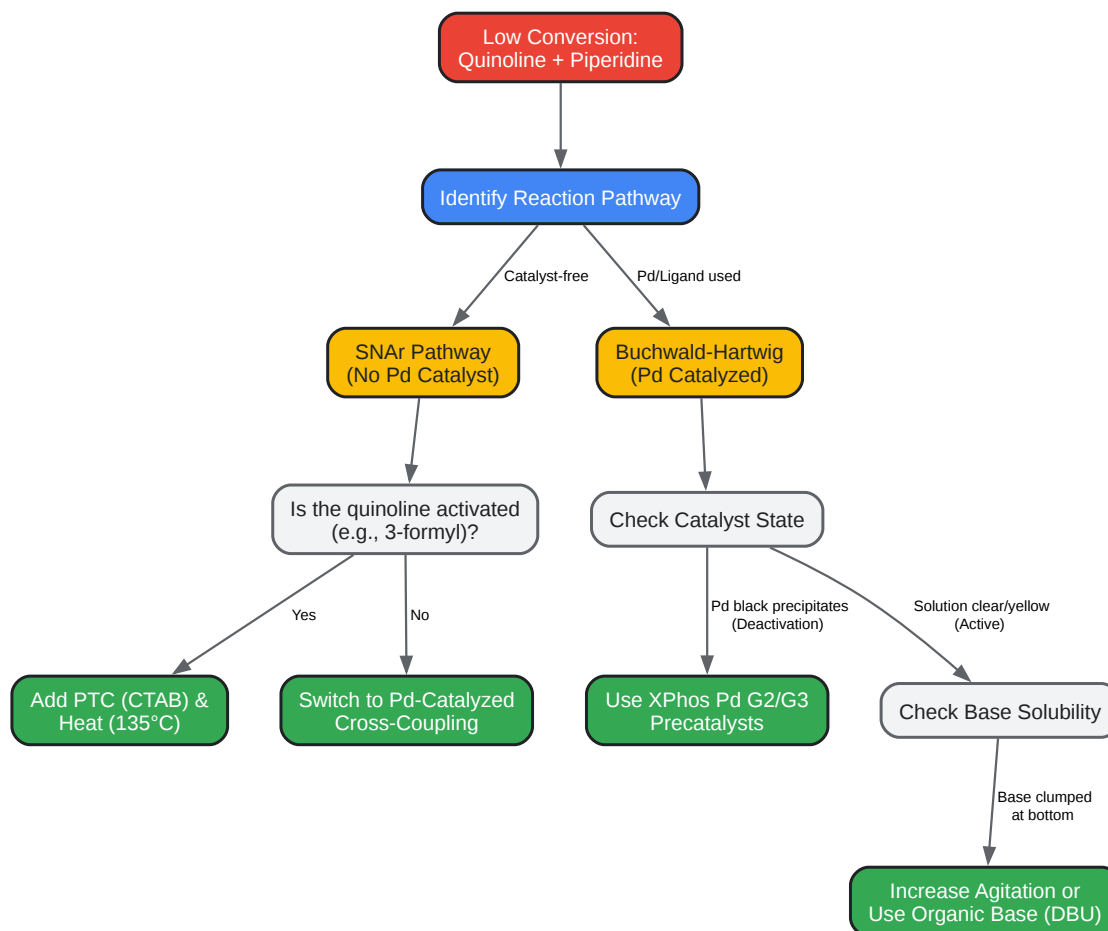 Low Conversion:
Quinoline + Piperidine
Identify Reaction Pathway
Catalyst-free
Pd/Ligand used
SNAr Pathway
(No Pd Catalyst)
Buchwald-Hartwig
(Pd Catalyzed)
Is the quinoline activated
(e.g., 3-formyl)?
Check Catalyst State
Yes
No
Pd black precipitates
(Deactivation)
Solution clear/yellow
(Active)
Add PTC (CTAB) &
Heat (135°C)
Switch to Pd-Catalyzed
Cross-Coupling
Use XPhos Pd G2/G3
Precatalysts
Check Base Solubility
Base clumped
at bottom
Increase Agitation or
Use Organic Base (DBU)